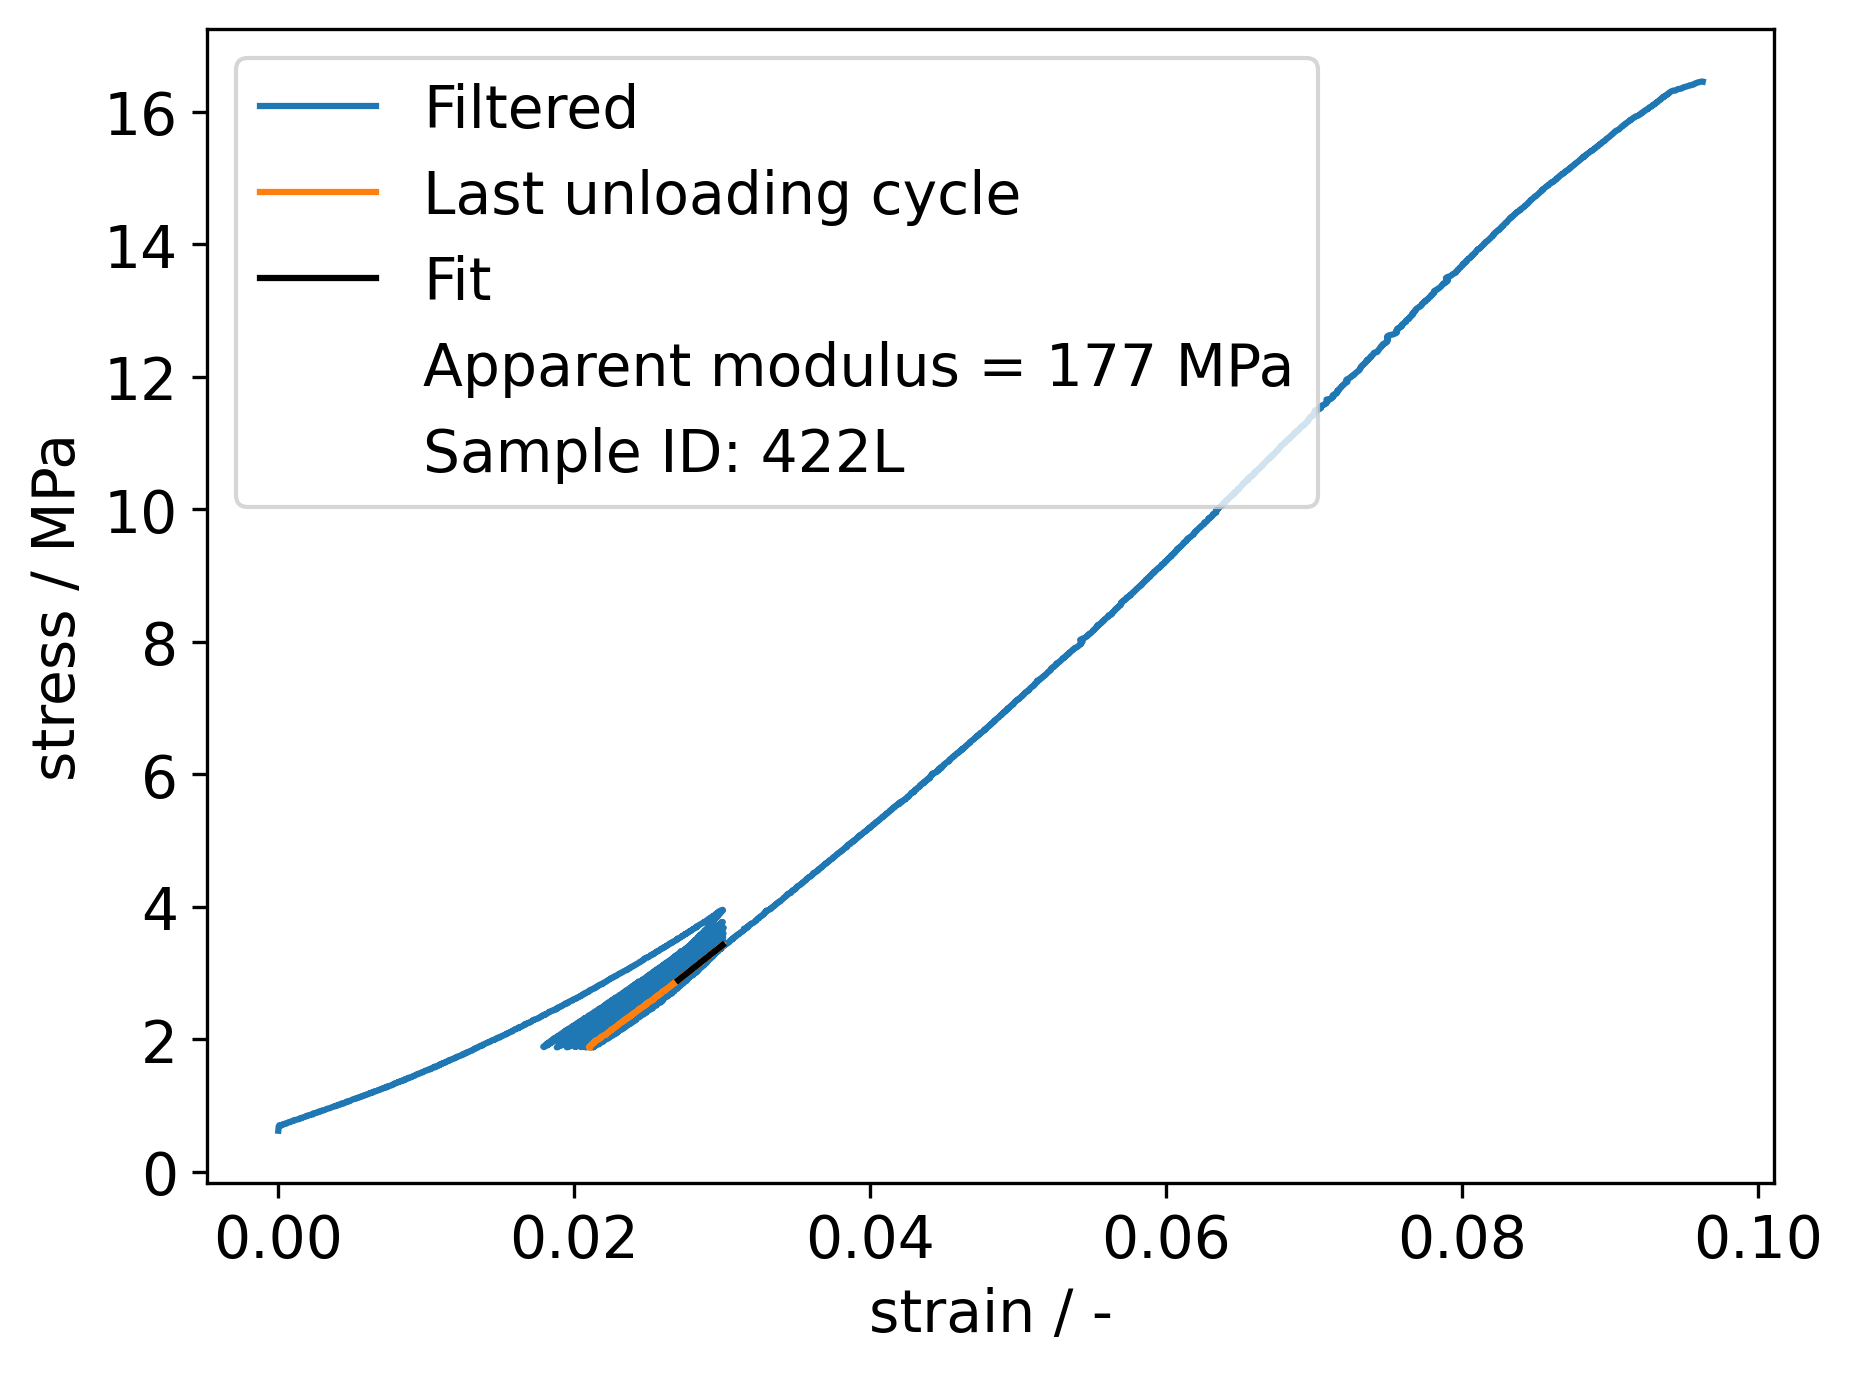 Filtered
Last unloading cycle
Fit
Apparent modulus = 177 MPa
Sample ID: 422L
16
14
12
10
8
6
4
2
0
stress / MPa
0.00 0.02 0.04 0.06 0.08 0.10
strain / -